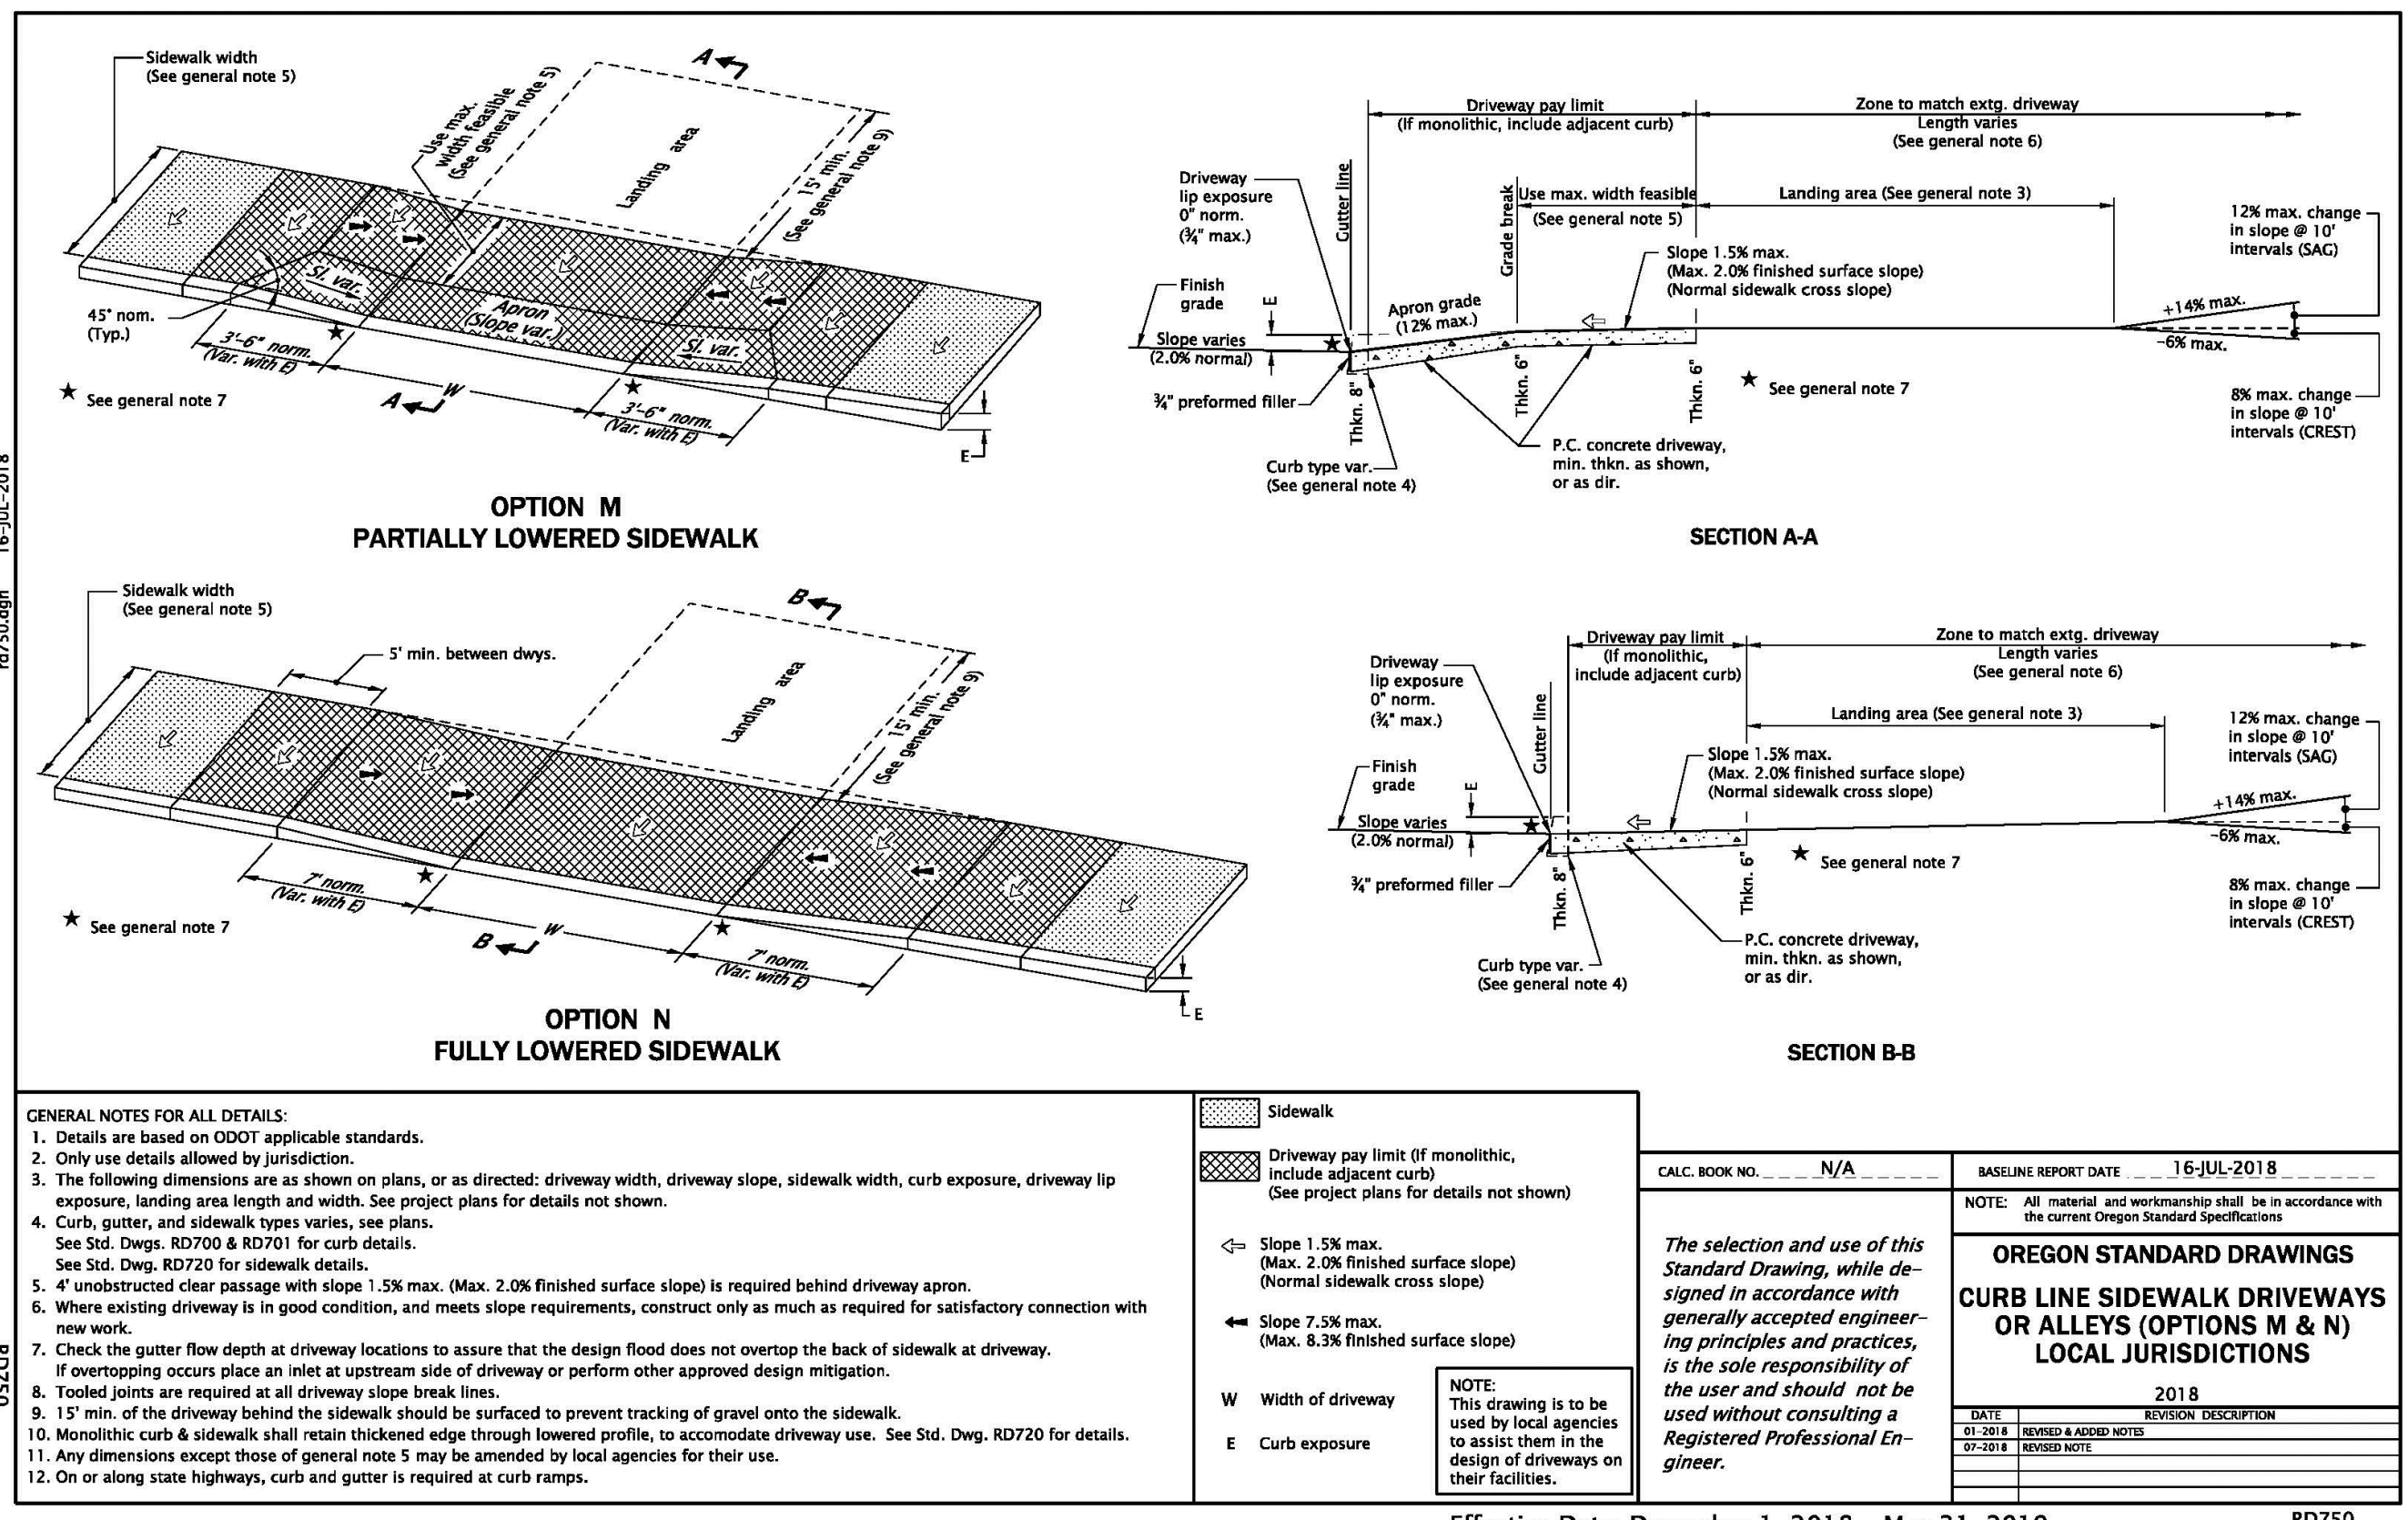 Sidewalk width
(See general note 5)
Use max.
width feasible
(See general note 5)
A
Landing area
15' min.
(See general note 9)
Sl. var.
Apron
(Slope var.)
Sl. var.
45° nom.
(Typ.)
3'-6" norm.
(Var. with E)
W
3'-6" norm.
(Var. with E)
A
★ See general note 7
E
OPTION M
PARTIALLY LOWERED SIDEWALK
Driveway pay limit
(If monolithic, include adjacent curb)
Zone to match extg. driveway
Length varies
(See general note 6)
Driveway
lip exposure
0" norm.
(¾" max.)
Gutter line
Grade break
Use max. width feasible
(See general note 5)
Landing area (See general note 3)
12% max. change
in slope @ 10'
intervals (SAG)
Slope 1.5% max.
(Max. 2.0% finished surface slope)
(Normal sidewalk cross slope)
Finish
grade
E
Apron grade
(12% max.)
+14% max.
-6% max.
Slope varies
(2.0% normal)
★
¾" preformed filler
Thkn. 8"
Thkn. 6"
Thkn. 6"
★ See general note 7
8% max. change
in slope @ 10'
intervals (CREST)
P.C. concrete driveway,
min. thkn. as shown,
or as dir.
Curb type var.
(See general note 4)
SECTION A-A
Sidewalk width
(See general note 5)
5' min. between dwys.
B
Landing area
15' min.
(See general note 9)
7' norm.
(Var. with E)
W
7' norm.
(Var. with E)
B
★ See general note 7
E
OPTION N
FULLY LOWERED SIDEWALK
Driveway pay limit
(If monolithic,
include adjacent curb)
Zone to match extg. driveway
Length varies
(See general note 6)
Driveway
lip exposure
0" norm.
(¾" max.)
Gutter line
Landing area (See general note 3)
12% max. change
in slope @ 10'
intervals (SAG)
Slope 1.5% max.
(Max. 2.0% finished surface slope)
(Normal sidewalk cross slope)
Finish
grade
E
Slope varies
(2.0% normal)
★
+14% max.
-6% max.
¾" preformed filler
Thkn. 8"
Thkn. 6"
★ See general note 7
8% max. change
in slope @ 10'
intervals (CREST)
P.C. concrete driveway,
min. thkn. as shown,
or as dir.
Curb type var.
(See general note 4)
SECTION B-B
GENERAL NOTES FOR ALL DETAILS:
1. Details are based on ODOT applicable standards.
2. Only use details allowed by jurisdiction.
3. The following dimensions are as shown on plans, or as directed: driveway width, driveway slope, sidewalk width, curb exposure, driveway lip
exposure, landing area length and width. See project plans for details not shown.
4. Curb, gutter, and sidewalk types varies, see plans.
See Std. Dwgs. RD700 & RD701 for curb details.
See Std. Dwg. RD720 for sidewalk details.
5. 4' unobstructed clear passage with slope 1.5% max. (Max. 2.0% finished surface slope) is required behind driveway apron.
6. Where existing driveway is in good condition, and meets slope requirements, construct only as much as required for satisfactory connection with
new work.
7. Check the gutter flow depth at driveway locations to assure that the design flood does not overtop the back of sidewalk at driveway.
If overtopping occurs place an inlet at upstream side of driveway or perform other approved design mitigation.
8. Tooled joints are required at all driveway slope break lines.
9. 15' min. of the driveway behind the sidewalk should be surfaced to prevent tracking of gravel onto the sidewalk.
10. Monolithic curb & sidewalk shall retain thickened edge through lowered profile, to accomodate driveway use. See Std. Dwg. RD720 for details.
11. Any dimensions except those of general note 5 may be amended by local agencies for their use.
12. On or along state highways, curb and gutter is required at curb ramps.
Sidewalk
Driveway pay limit (If monolithic,
include adjacent curb)
(See project plans for details not shown)
Slope 1.5% max.
(Max. 2.0% finished surface slope)
(Normal sidewalk cross slope)
Slope 7.5% max.
(Max. 8.3% finished surface slope)
W Width of driveway
E Curb exposure
NOTE:
This drawing is to be
used by local agencies
to assist them in the
design of driveways on
their facilities.
CALC. BOOK NO. N/A
BASELINE REPORT DATE 16-JUL-2018
The selection and use of this
Standard Drawing, while de-
signed in accordance with
generally accepted engineer-
ing principles and practices,
is the sole responsibility of
the user and should not be
used without consulting a
Registered Professional En-
gineer.
NOTE: All material and workmanship shall be in accordance with
the current Oregon Standard Specifications
OREGON STANDARD DRAWINGS
CURB LINE SIDEWALK DRIVEWAYS
OR ALLEYS (OPTIONS M & N)
LOCAL JURISDICTIONS
2018
DATE REVISION DESCRIPTION
01-2018 REVISED & ADDED NOTES
07-2018 REVISED NOTE
rd750.dgn 16-JUL-2018
RD750